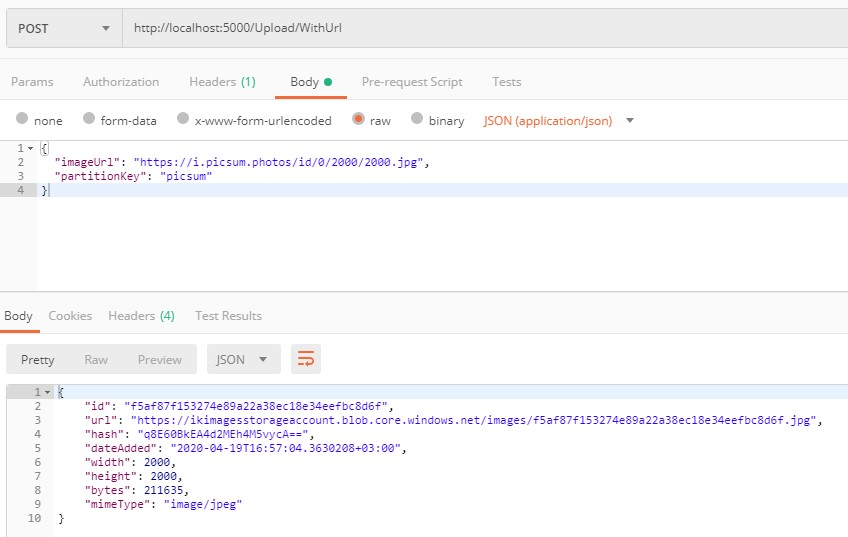 POST http://localhost:5000/Upload/WithUrl
Params Authorization Headers (1) Body Pre-request Script Tests
none form-data x-www-form-urlencoded raw binary JSON (application/json)
1 {
2 "imageUrl": "https://i.picsum.photos/id/0/2000/2000.jpg",
3 "partitionKey": "picsum"
4 }
Body Cookies Headers (4) Test Results
Pretty Raw Preview JSON
1 {
2 "id": "f5af87f153274e89a22a38ec18e34eefbc8d6f",
3 "url": "https://ikimagesstorageaccount.blob.core.windows.net/images/f5af87f153274e89a22a38ec18e34eefbc8d6f.jpg",
4 "hash": "q8E60BkEA4d2MEh4M5vycA==",
5 "dateAdded": "2020-04-19T16:57:04.3630208+03:00",
6 "width": 2000,
7 "height": 2000,
8 "bytes": 211635,
9 "mimeType": "image/jpeg"
10 }